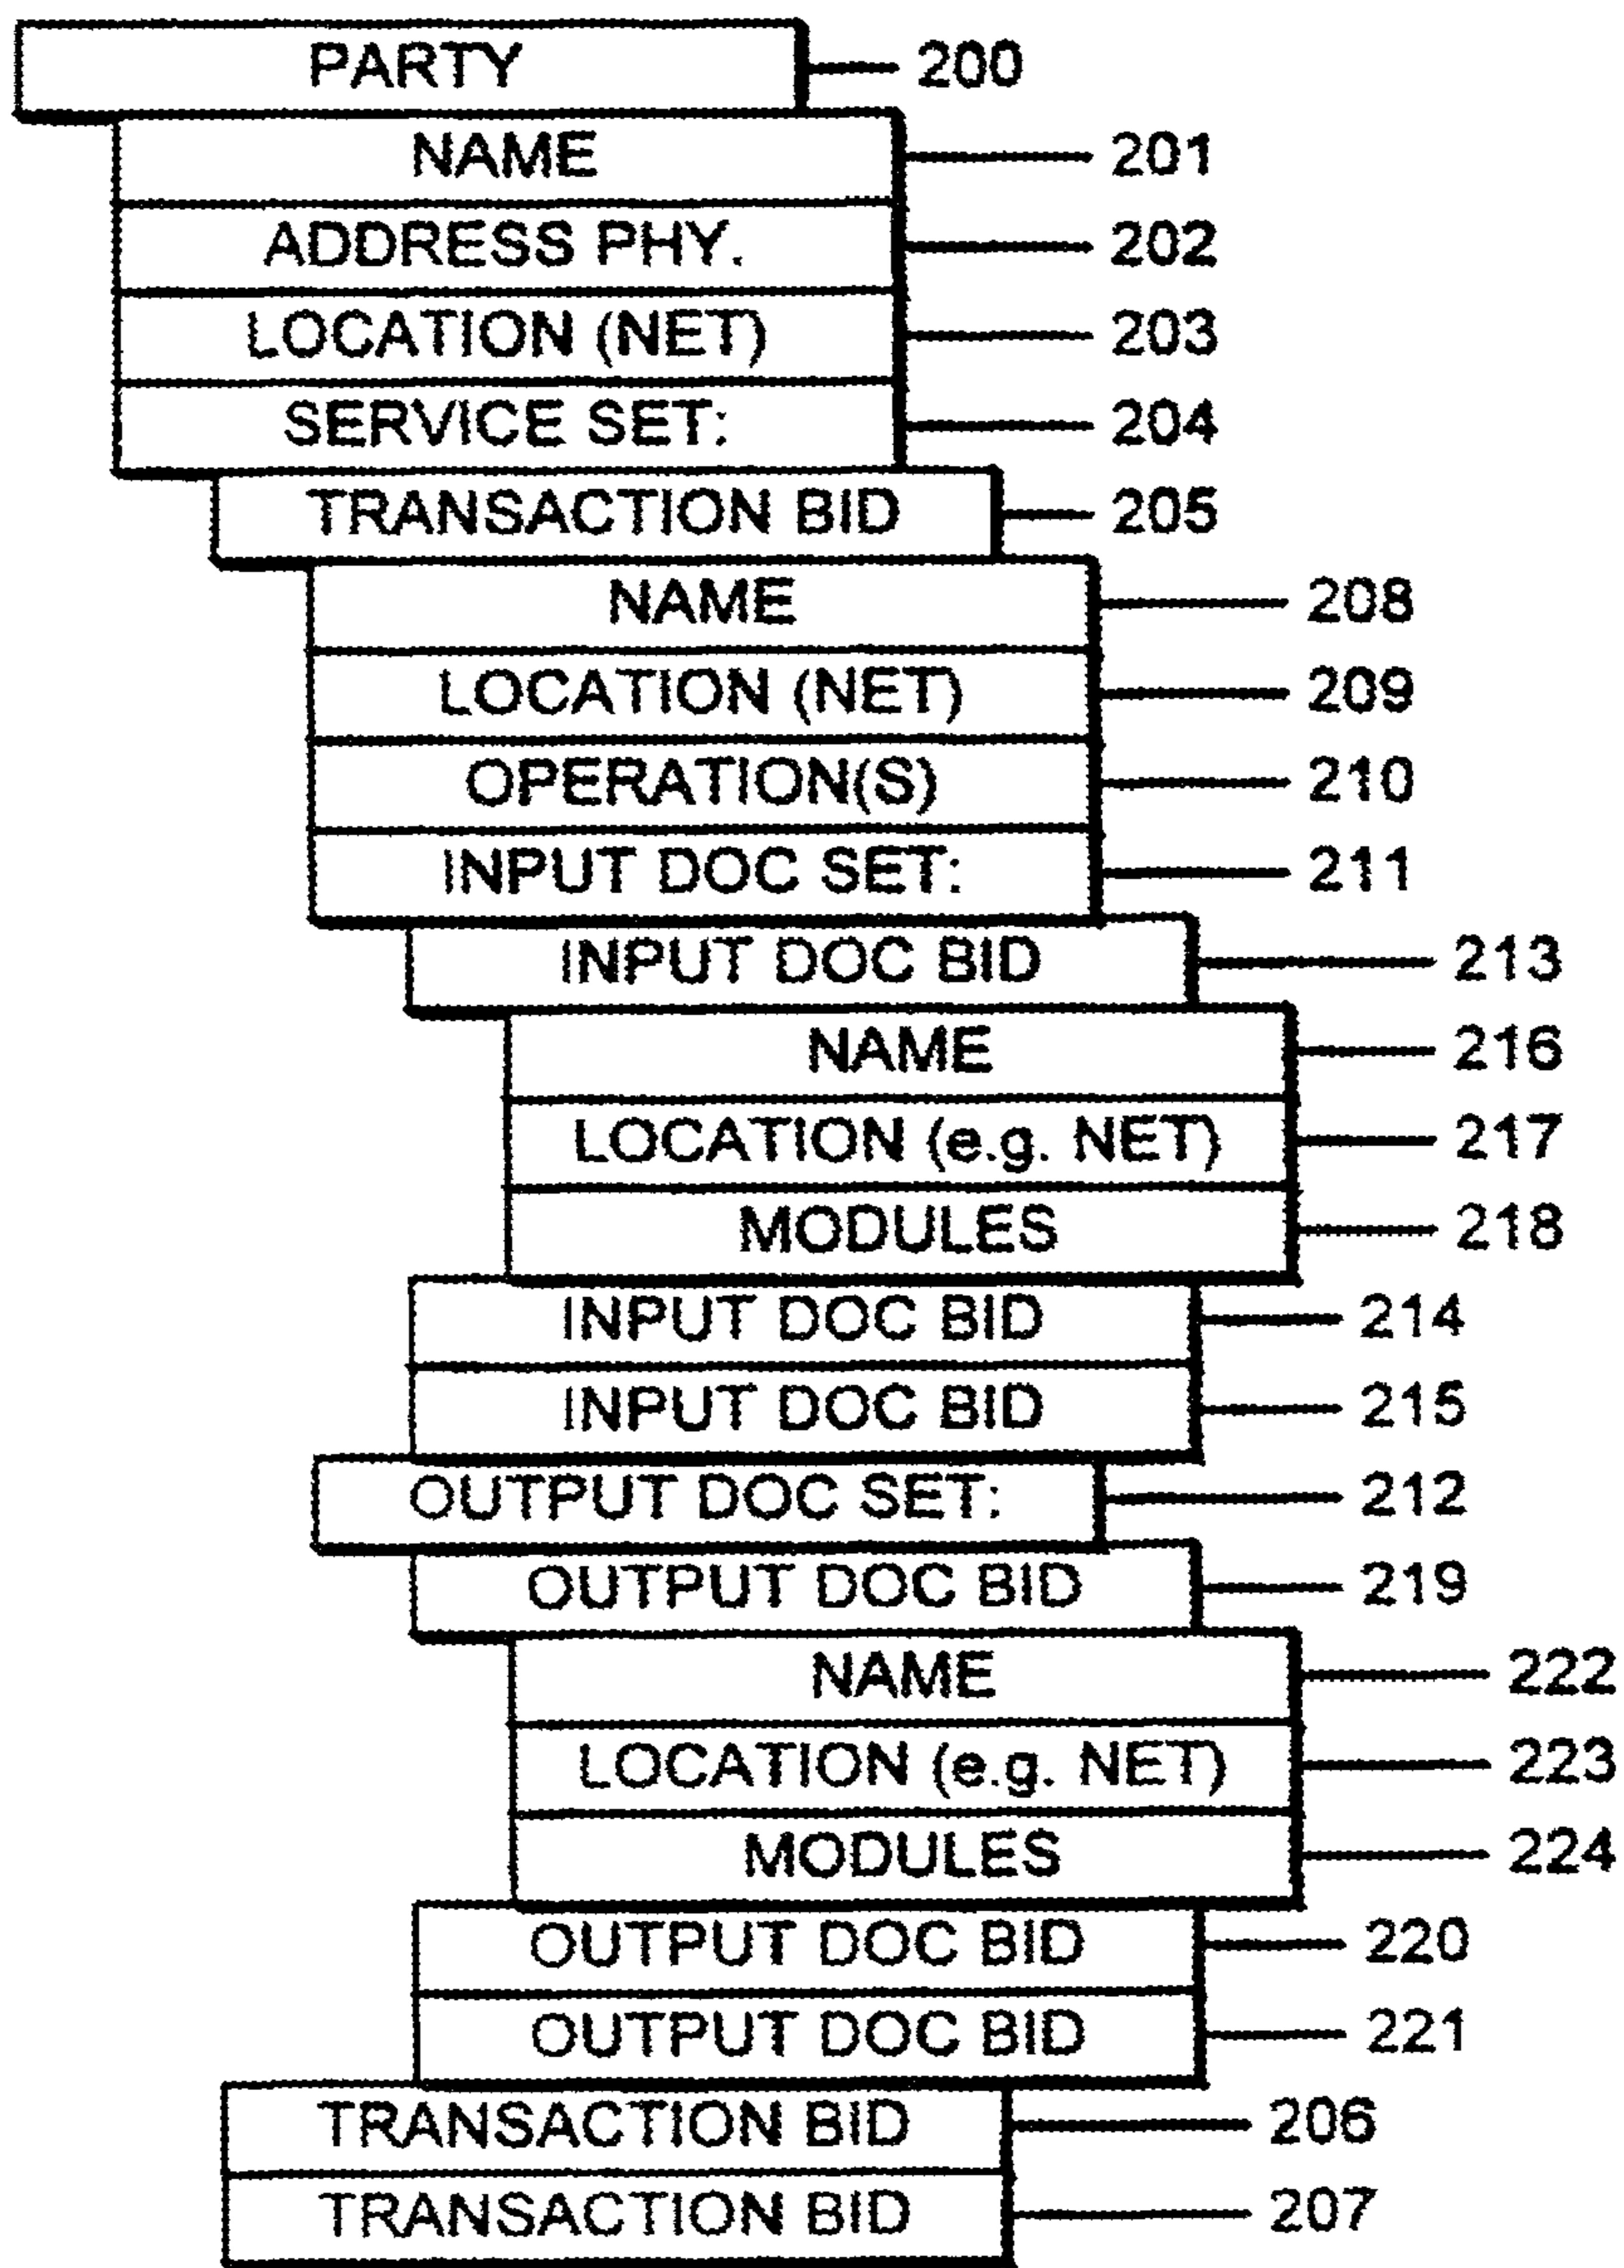 PARTY 200
NAME 201
ADDRESS PHY. 202
LOCATION (NET) 203
SERVICE SET: 204
TRANSACTION BID 205
NAME 208
LOCATION (NET) 209
OPERATION(S) 210
INPUT DOC SET: 211
INPUT DOC BID 213
NAME 216
LOCATION (e.g. NET) 217
MODULES 218
INPUT DOC BID 214
INPUT DOC BID 215
OUTPUT DOC SET: 212
OUTPUT DOC BID 219
NAME 222
LOCATION (e.g. NET) 223
MODULES 224
OUTPUT DOC BID 220
OUTPUT DOC BID 221
TRANSACTION BID 206
TRANSACTION BID 207